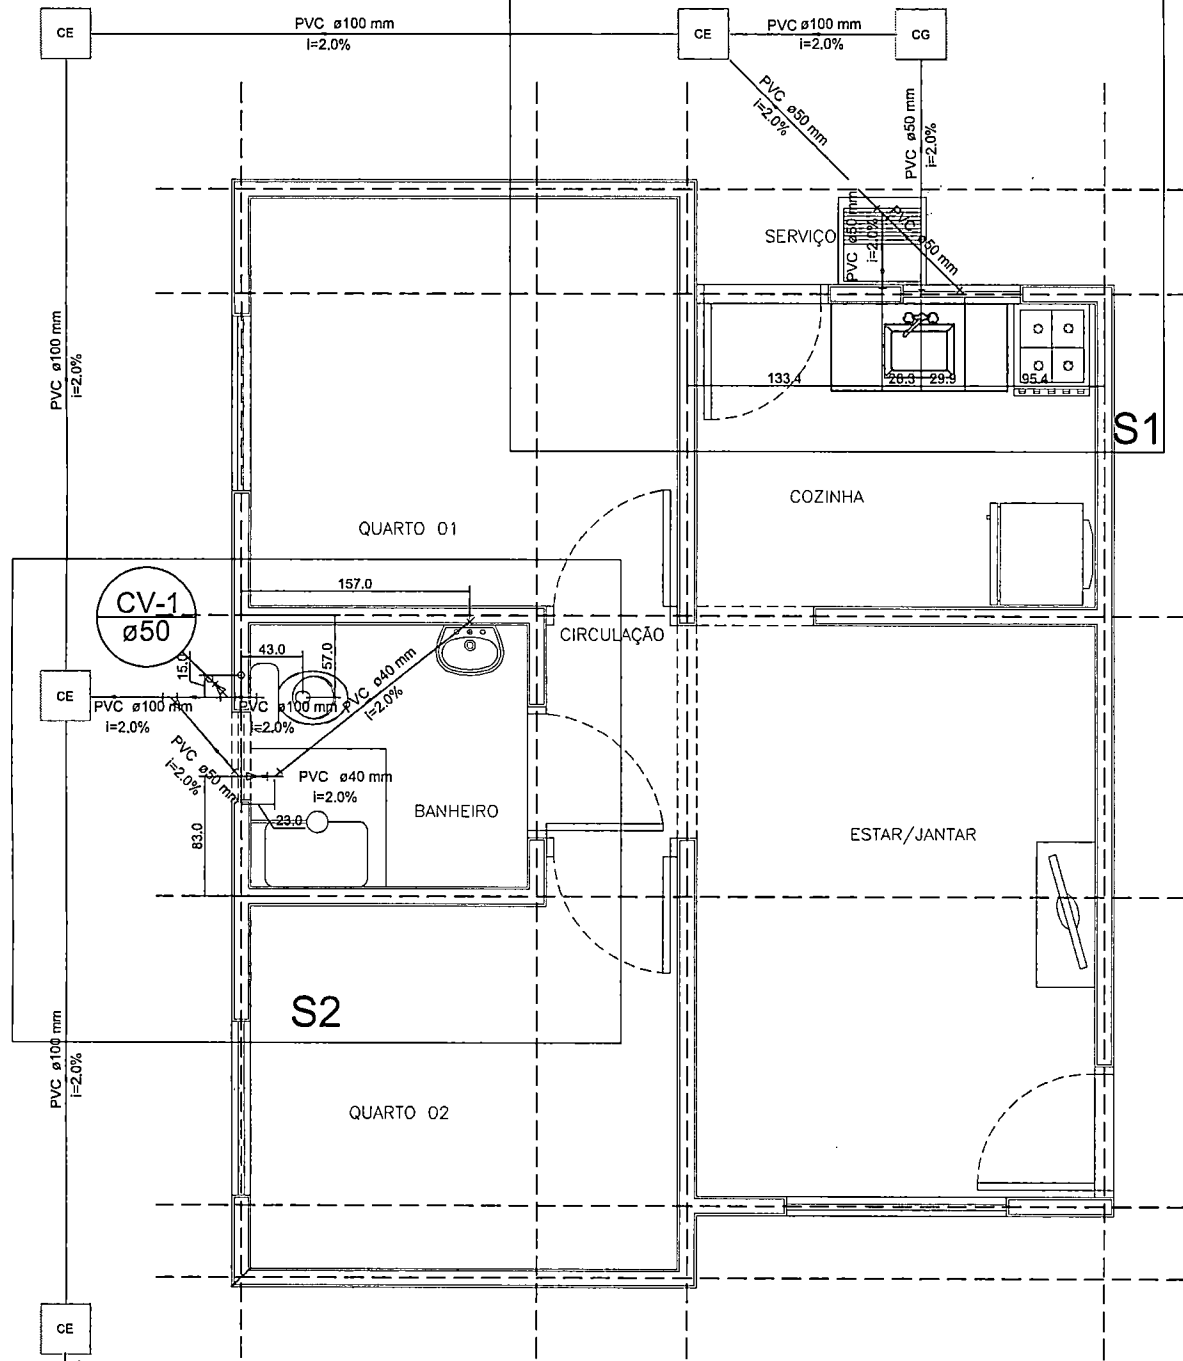 CE
PVC ø100 mm
i=2.0%
CE
PVC ø100 mm
i=2.0%
CG
PVC ø50 mm
i=2.0%
PVC ø50 mm
i=2.0%
SERVIÇO
PVC ø50 mm
i=2.0%
PVC ø50 mm
PVC ø100 mm
i=2.0%
133.4
26.3
29.9
95.4
S1
COZINHA
QUARTO 01
157.0
CV-1
ø50
CIRCULAÇÃO
15.0
43.0
57.0
PVC ø40 mm
i=2.0%
CE
PVC ø100 mm
i=2.0%
PVC ø100 mm
i=2.0%
PVC ø50 mm
i=2.0%
PVC ø40 mm
i=2.0%
23.0
83.0
BANHEIRO
ESTAR/JANTAR
S2
PVC ø100 mm
i=2.0%
QUARTO 02
CE